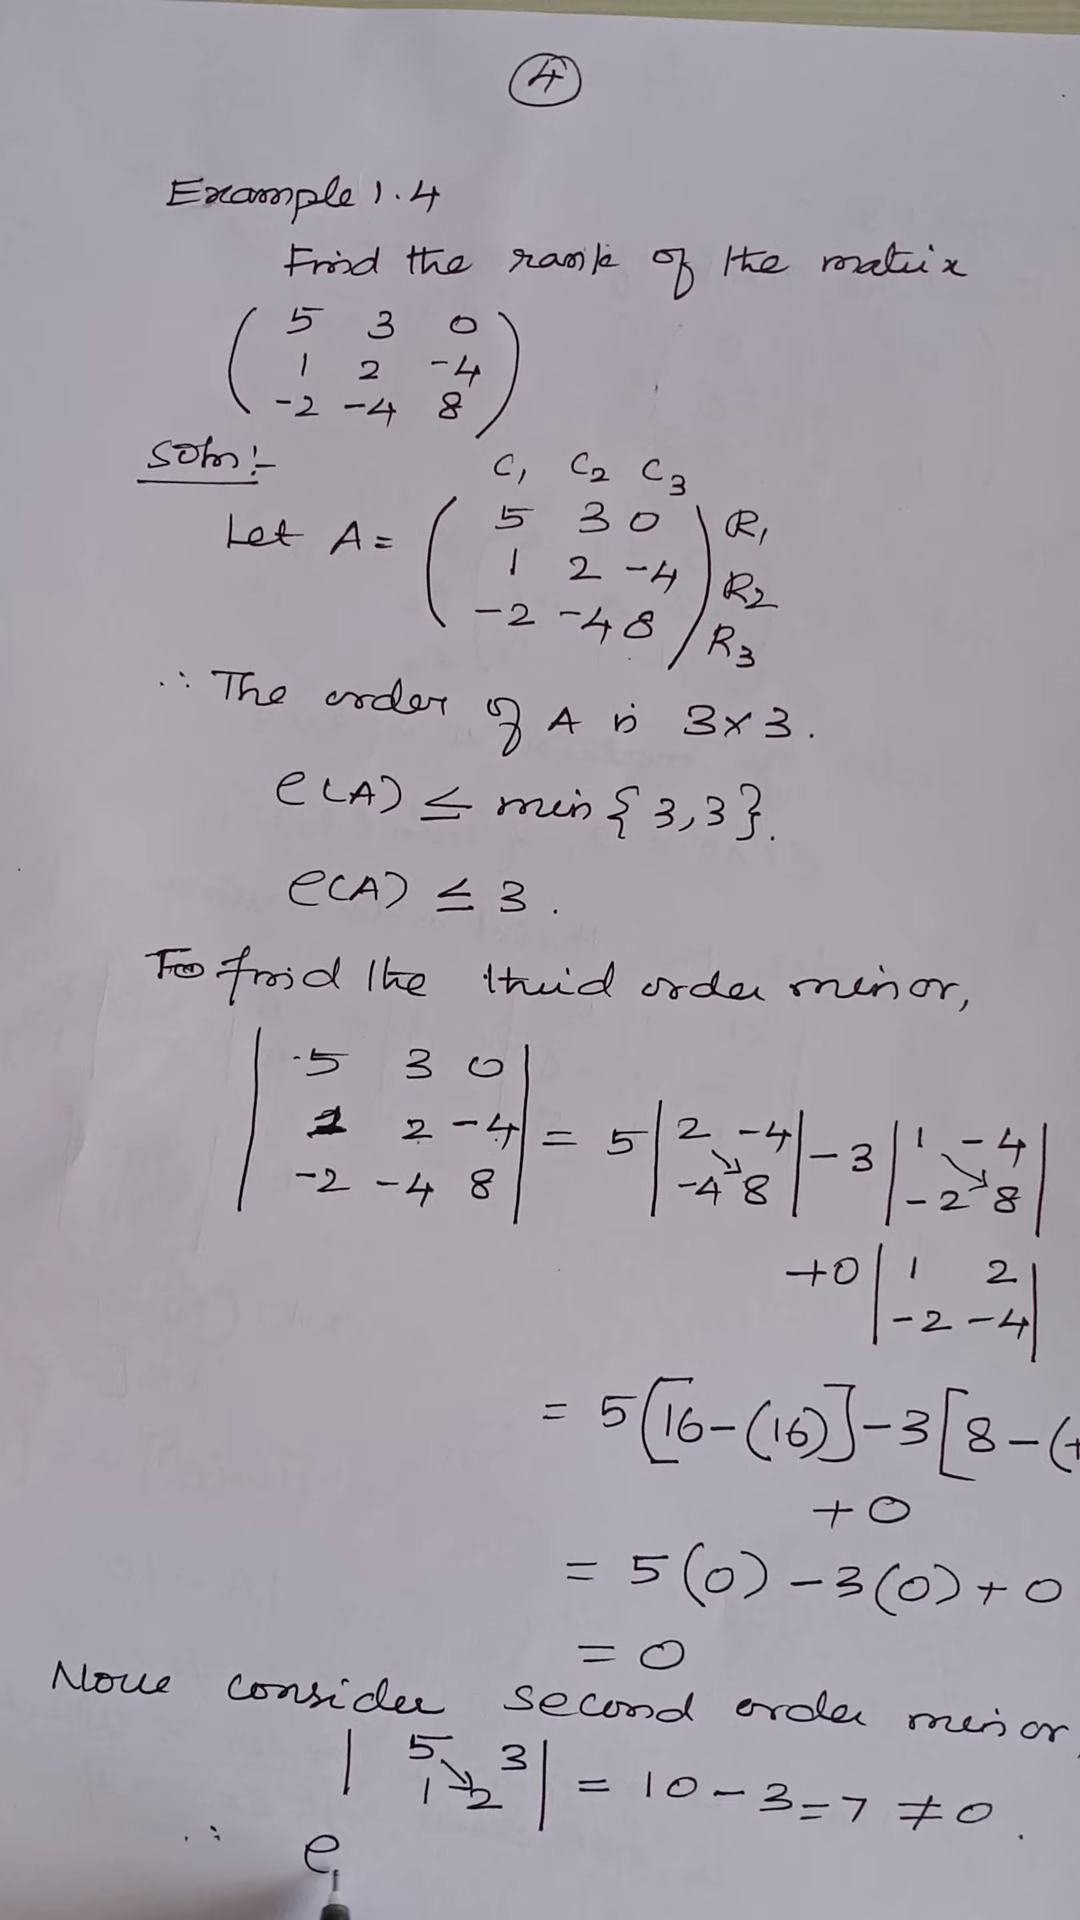 4
Example 1.4
Find the rank of the matrix
( 5 3 0
1 2 -4
-2 -4 8 )
Soln:-
C1 C2 C3
Let A = ( 5 3 0 ) R1
1 2 -4 R2
-2 -4 8 R3
∴ The order of A is 3×3.
ρ(A) ≤ min {3,3}.
ρ(A) ≤ 3.
To find the third order minor,
| 5 3 0 |
| 1 2 -4 | = 5 | 2 -4 | - 3 | 1 -4 |
| -2 -4 8 | | -4 8 | | -2 8 |
+0 | 1 2 |
| -2 -4 |
= 5[16-(16)] -3[8-(+
+0
= 5(0) - 3(0) + 0
= 0
Now consider second order minor,
| 5 3 |
| 1 2 | = 10 - 3 = 7 ≠ 0.
∴ ρ